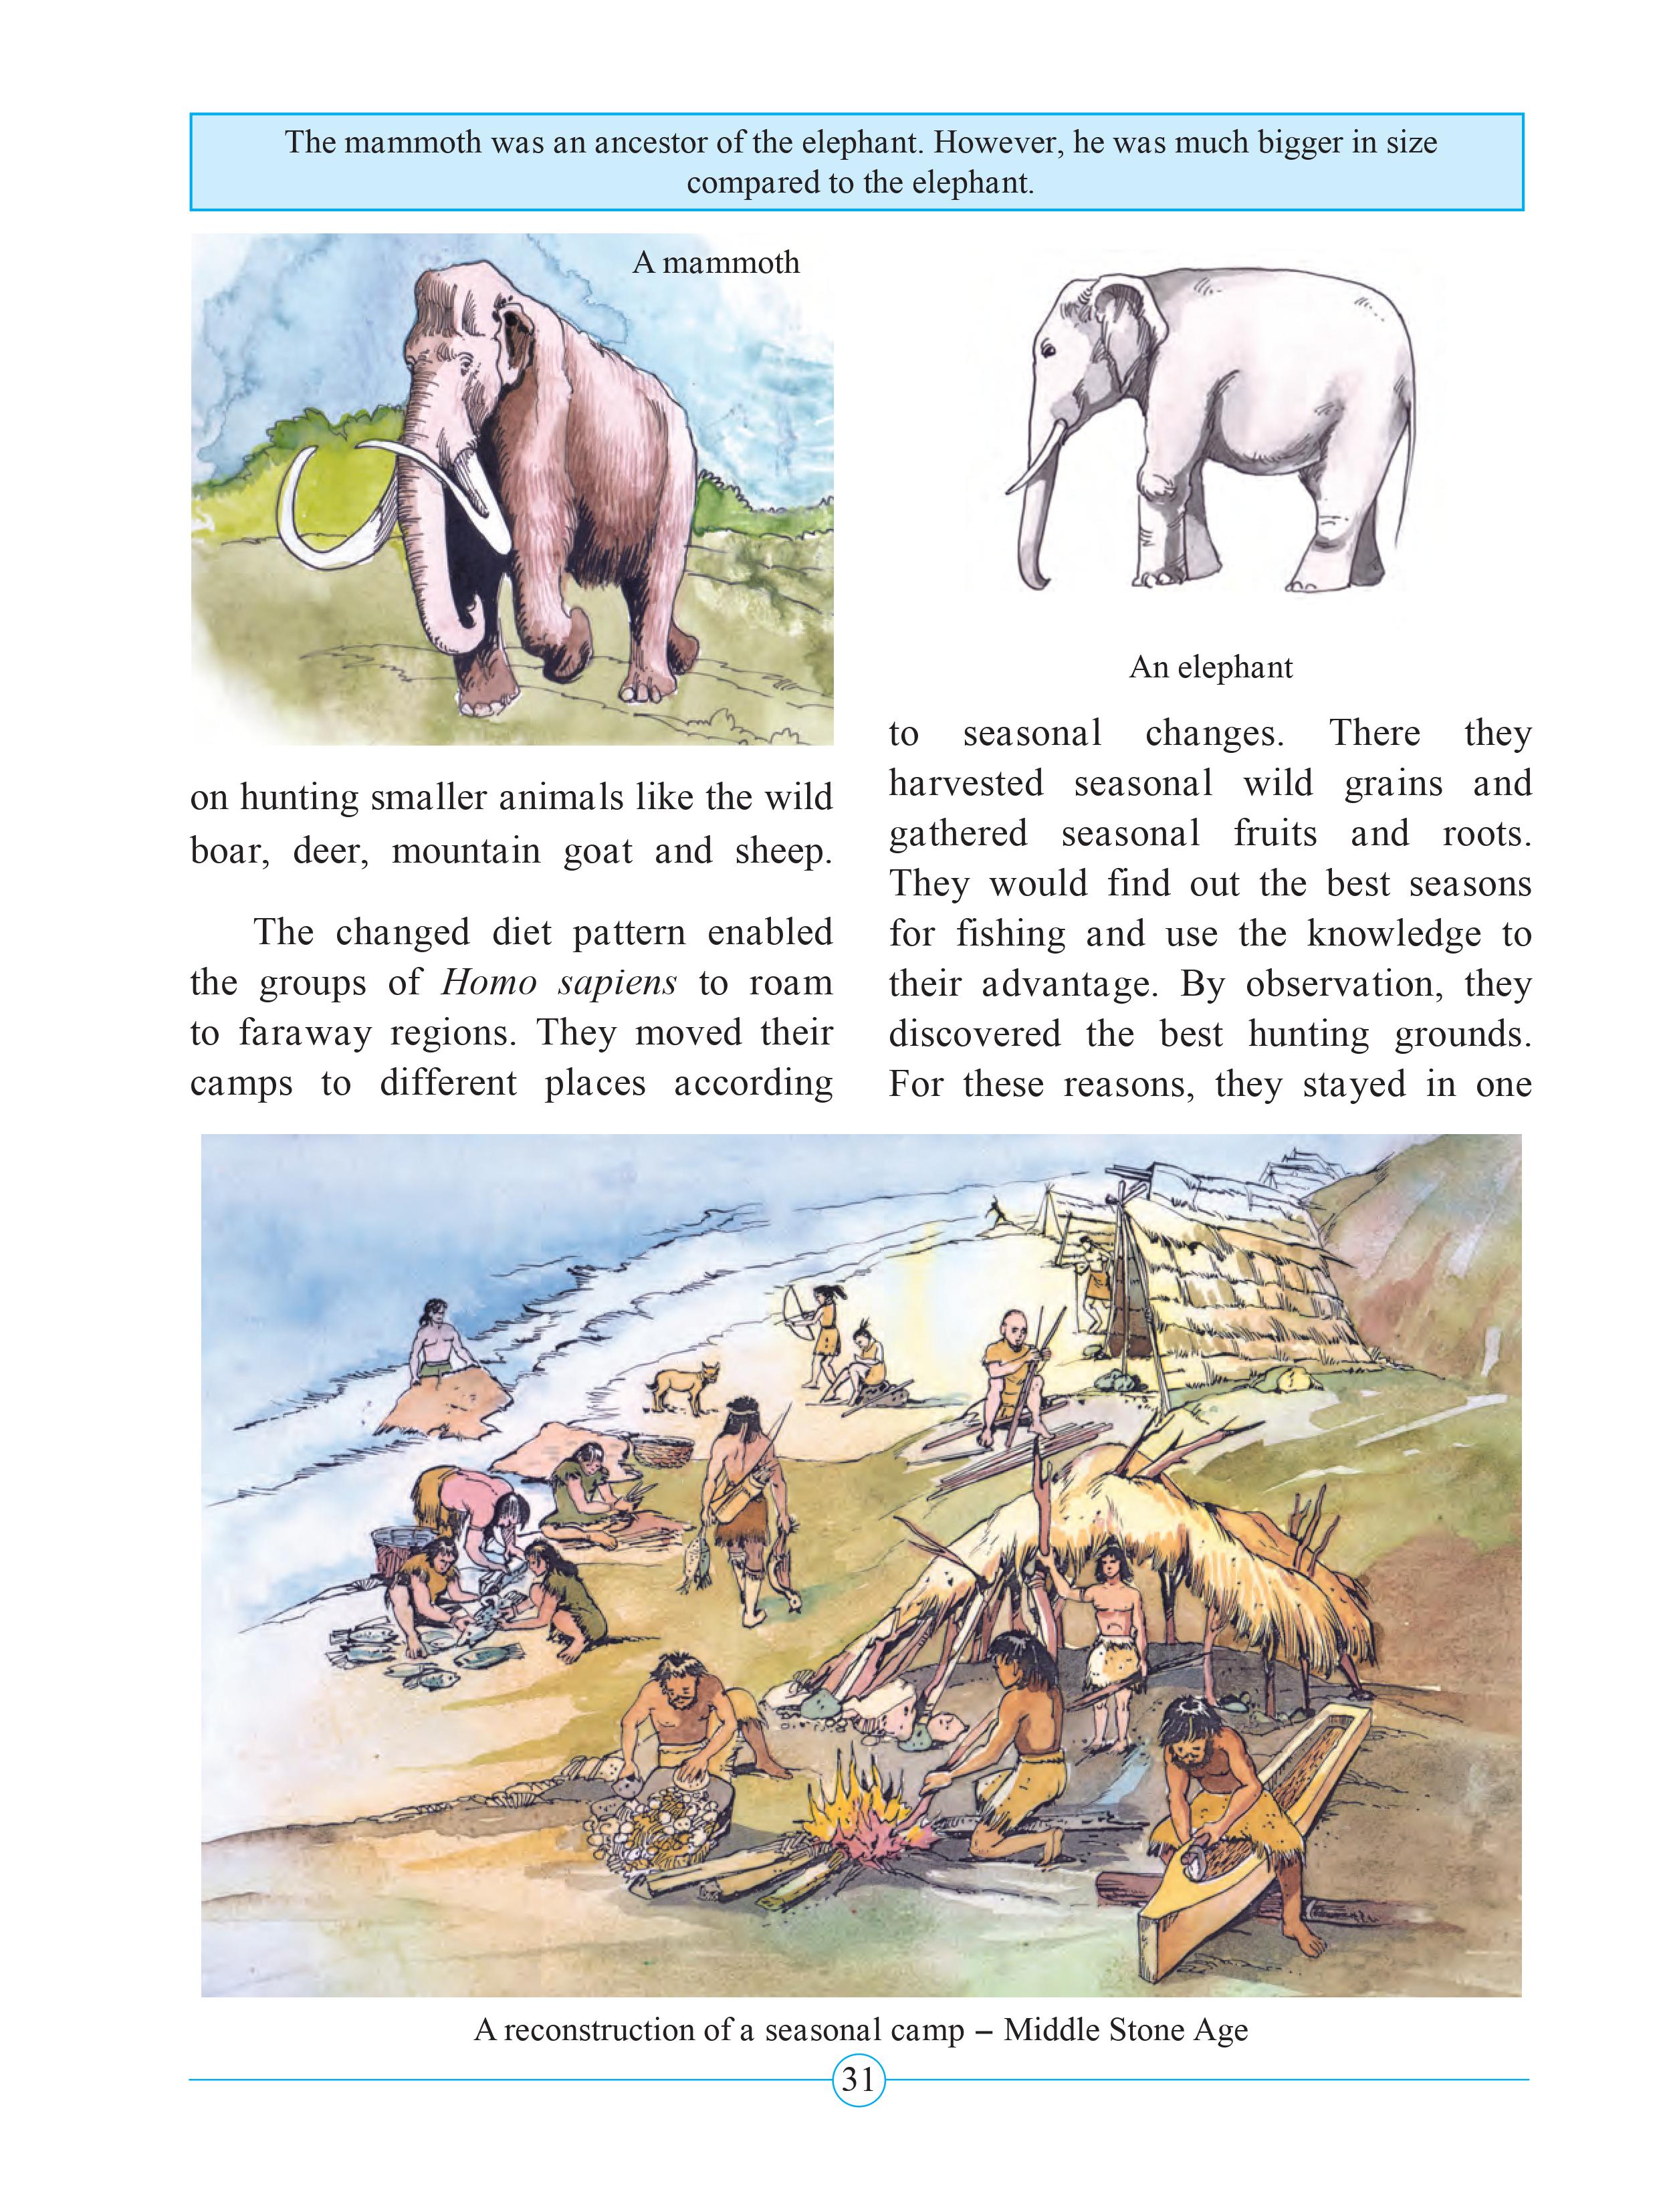 The mammoth was an ancestor of the elephant. However, he was much bigger in size
compared to the elephant.
A mammoth
An elephant
on hunting smaller animals like the wild
boar, deer, mountain goat and sheep.
The changed diet pattern enabled
the groups of Homo sapiens to roam
to faraway regions. They moved their
camps to different places according
to seasonal changes. There they
harvested seasonal wild grains and
gathered seasonal fruits and roots.
They would find out the best seasons
for fishing and use the knowledge to
their advantage. By observation, they
discovered the best hunting grounds.
For these reasons, they stayed in one
A reconstruction of a seasonal camp – Middle Stone Age
31